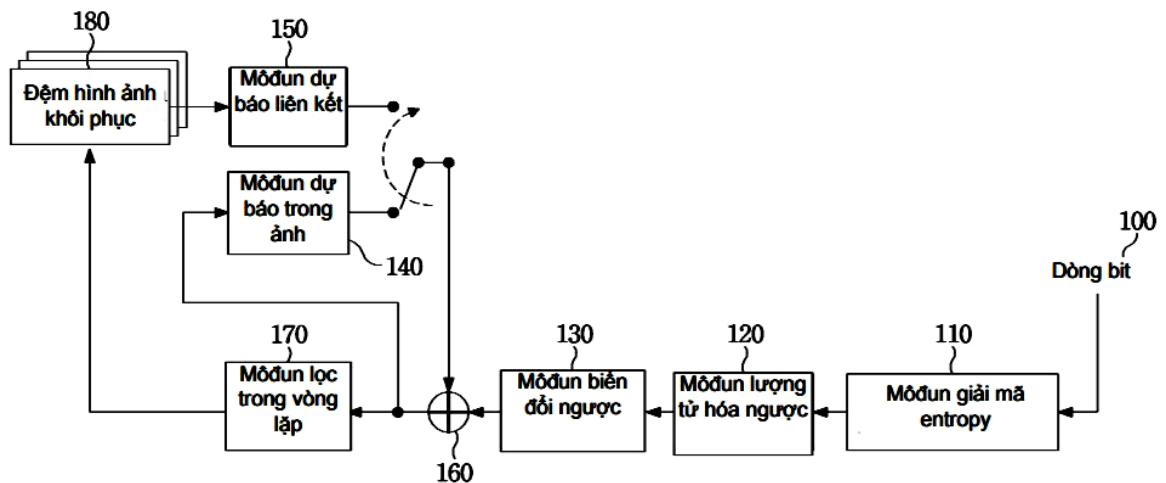 180
Đệm hình ảnh
khôi phục
150
Môđun dự
báo liên kết
Môđun dự
báo trong
ảnh
140
100
Dòng bit
170
Môđun lọc
trong vòng
lặp
160
130
Môđun biến
đổi ngược
120
Môđun lượng
tử hóa ngược
110
Môđun giải mã
entropy